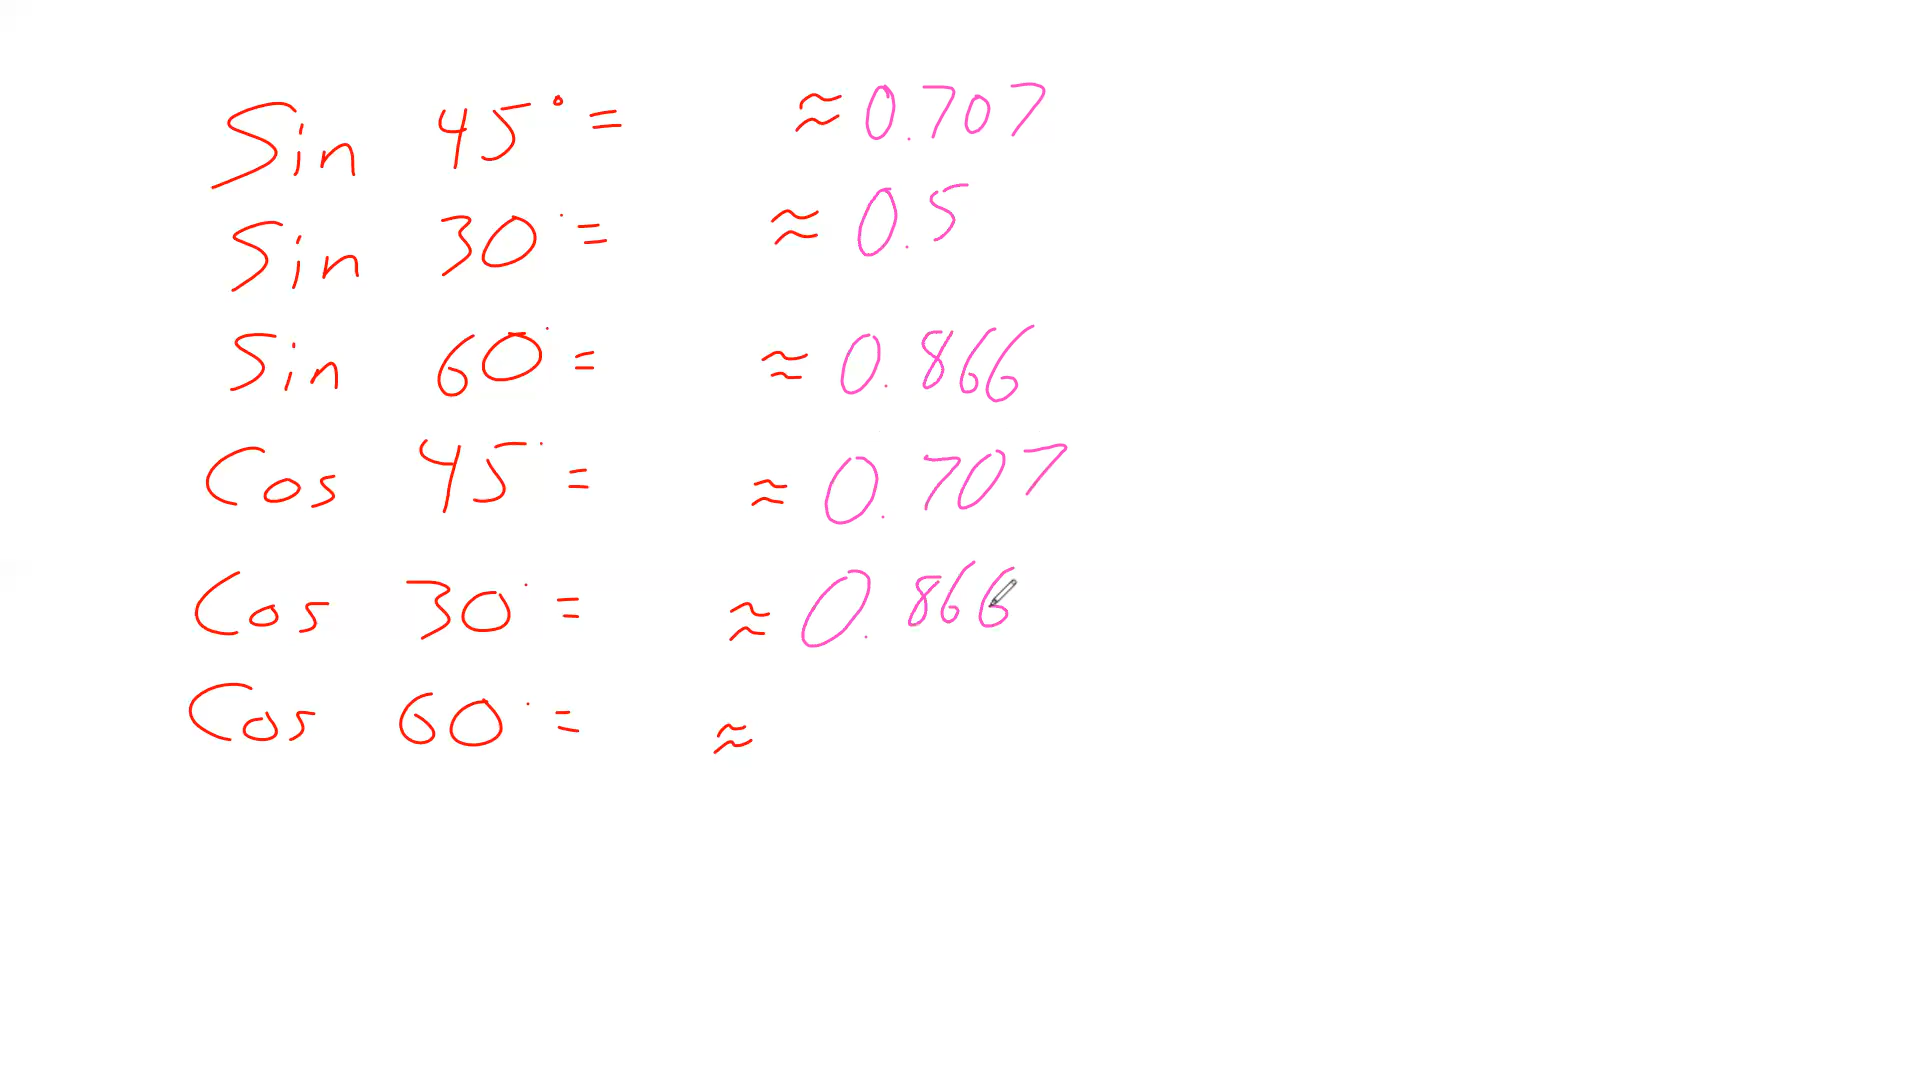 Sin 45° = ≈ 0.707
Sin 30° = ≈ 0.5
Sin 60° = ≈ 0.866
Cos 45° = ≈ 0.707
Cos 30° = ≈ 0.866
Cos 60° = ≈